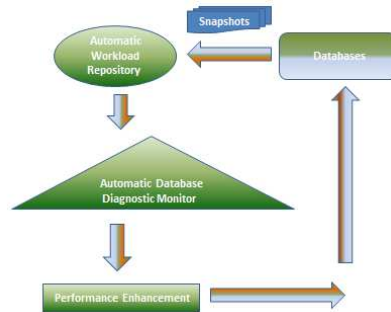 Snapshots
Automatic
Workload
Repository
Databases
Automatic Database
Diagnostic Monitor
Performance Enhancement